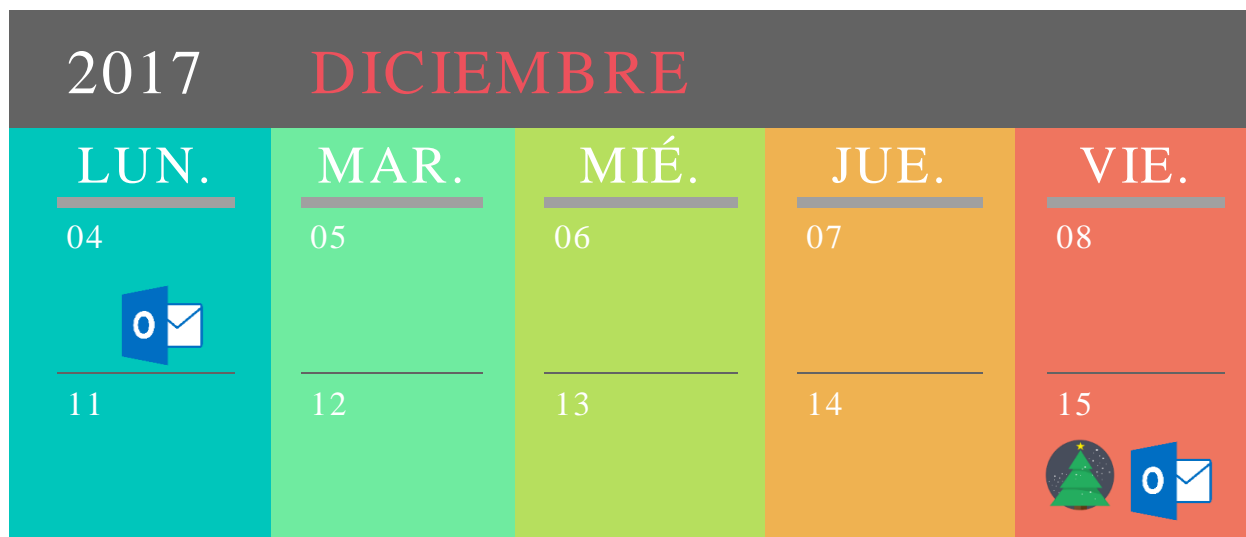 2017 DICIEMBRE
LUN. MAR. MIÉ. JUE. VIE.
04 05 06 07 08
O
11 12 13 14 15
O